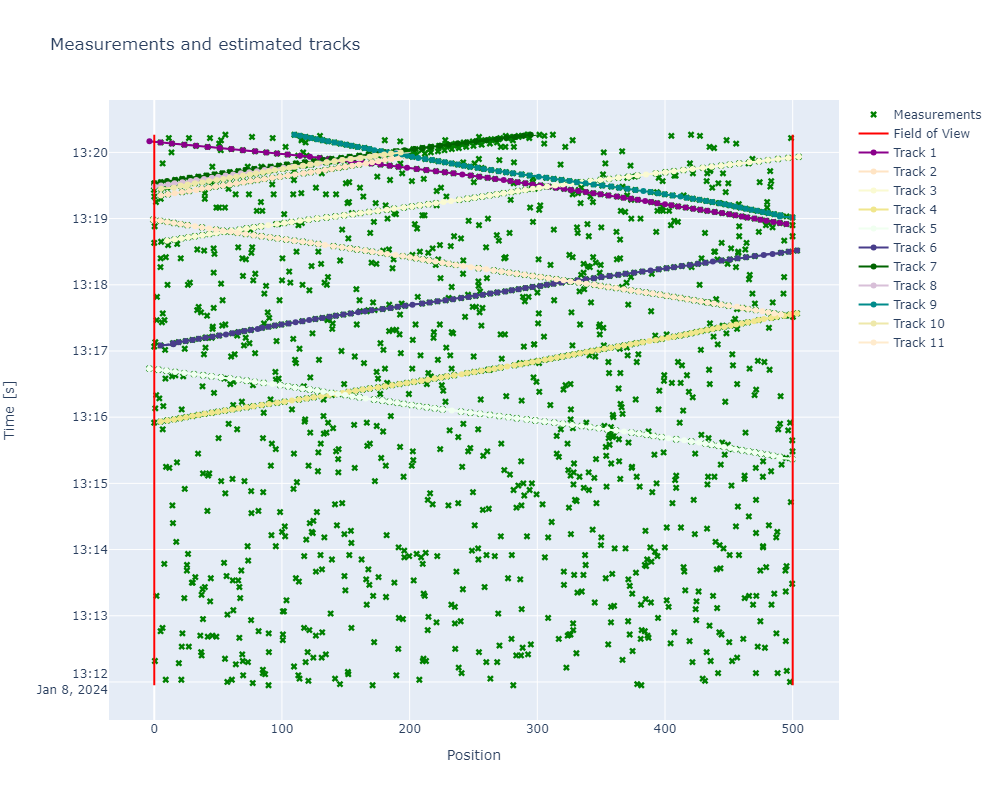 Measurements and estimated tracks
Measurements
Field of View
Track 1
Track 2
Track 3
Track 4
Track 5
Track 6
Track 7
Track 8
Track 9
Track 10
Track 11
Time [s]
13:20
13:19
13:18
13:17
13:16
13:15
13:14
13:13
13:12
Jan 8, 2024
0
100
200
300
400
500
Position